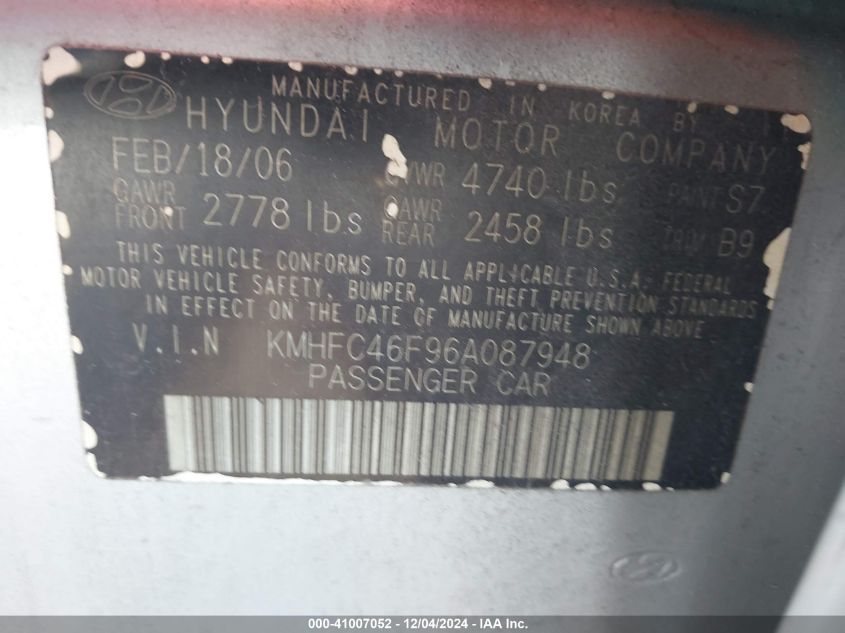 MANUFACTURED IN KOREA BY
HYUNDAI MOTOR COMPANY
FEB/18/06 GVWR 4740 lbs PAINT S7
GAWR FRONT 2778 lbs GAWR REAR 2458 lbs TRIM B9
THIS VEHICLE CONFORMS TO ALL APPLICABLE U.S.A. FEDERAL
MOTOR VEHICLE SAFETY, BUMPER, AND THEFT PREVENTION STANDARDS
IN EFFECT ON THE DATE OF MANUFACTURE SHOWN ABOVE.
V.I.N KMHFC46F96A087948
PASSENGER CAR
000-41007052 - 12/04/2024 - IAA Inc.